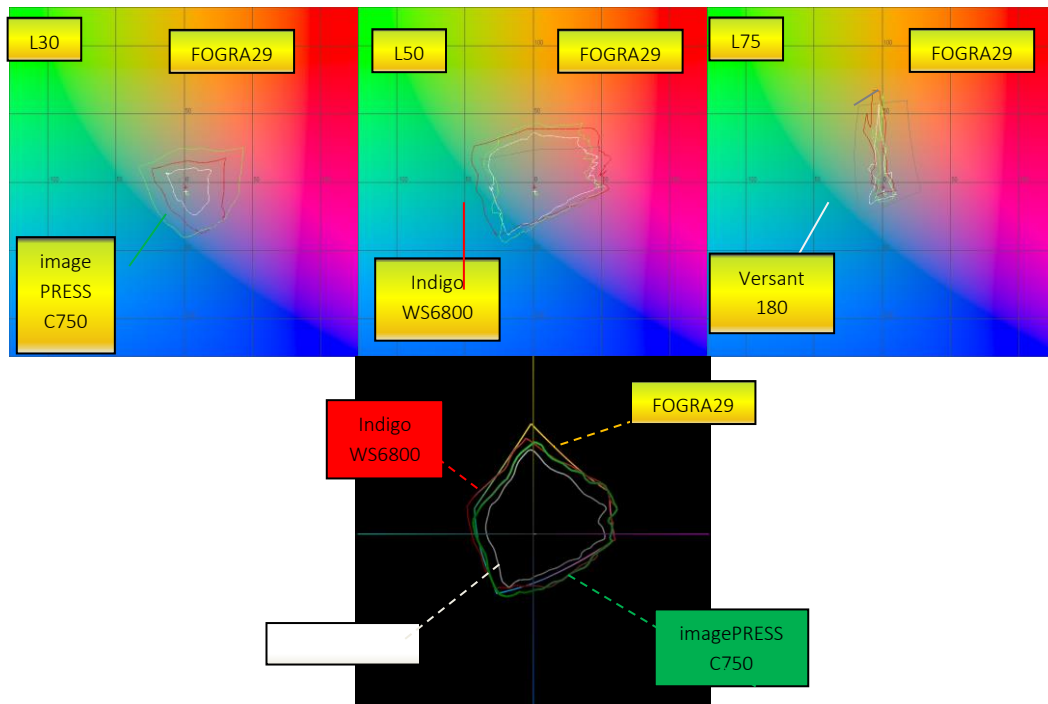 L30
FOGRA29
L50
FOGRA29
L75
FOGRA29
image
PRESS
C750
Indigo
WS6800
Versant
180
Indigo
WS6800
FOGRA29
imagePRESS
C750